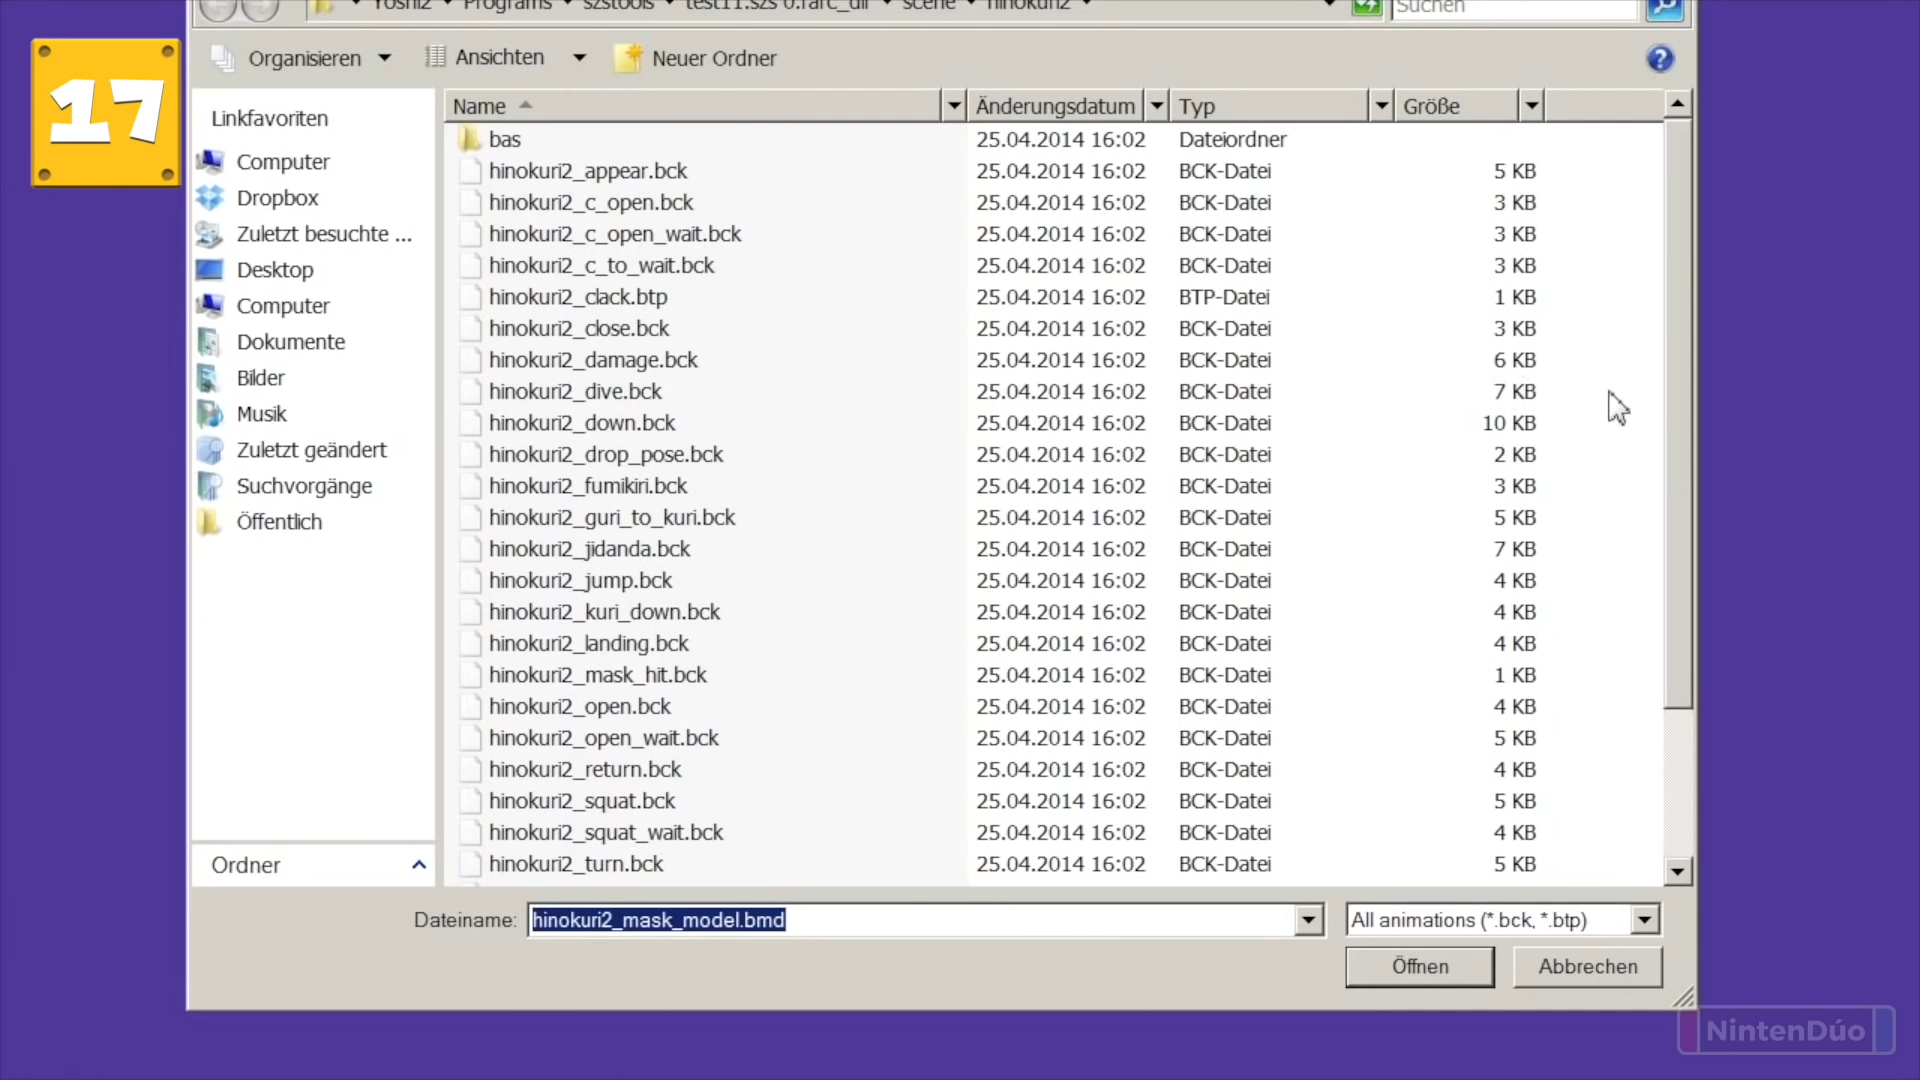 Yoshi2 Programs szstools test11.szs 0.rarc_dir scene hinokuri2
Suchen
17
Organisieren Ansichten Neuer Ordner
Linkfavoriten
Computer
Dropbox
Zuletzt besuchte ...
Desktop
Computer
Dokumente
Bilder
Musik
Zuletzt geändert
Suchvorgänge
Öffentlich
Ordner
Name Änderungsdatum Typ Größe
bas 25.04.2014 16:02 Dateiordner
hinokuri2_appear.bck 25.04.2014 16:02 BCK-Datei 5 KB
hinokuri2_c_open.bck 25.04.2014 16:02 BCK-Datei 3 KB
hinokuri2_c_open_wait.bck 25.04.2014 16:02 BCK-Datei 3 KB
hinokuri2_c_to_wait.bck 25.04.2014 16:02 BCK-Datei 3 KB
hinokuri2_clack.btp 25.04.2014 16:02 BTP-Datei 1 KB
hinokuri2_close.bck 25.04.2014 16:02 BCK-Datei 3 KB
hinokuri2_damage.bck 25.04.2014 16:02 BCK-Datei 6 KB
hinokuri2_dive.bck 25.04.2014 16:02 BCK-Datei 7 KB
hinokuri2_down.bck 25.04.2014 16:02 BCK-Datei 10 KB
hinokuri2_drop_pose.bck 25.04.2014 16:02 BCK-Datei 2 KB
hinokuri2_fumikiri.bck 25.04.2014 16:02 BCK-Datei 3 KB
hinokuri2_guri_to_kuri.bck 25.04.2014 16:02 BCK-Datei 5 KB
hinokuri2_jidanda.bck 25.04.2014 16:02 BCK-Datei 7 KB
hinokuri2_jump.bck 25.04.2014 16:02 BCK-Datei 4 KB
hinokuri2_kuri_down.bck 25.04.2014 16:02 BCK-Datei 4 KB
hinokuri2_landing.bck 25.04.2014 16:02 BCK-Datei 4 KB
hinokuri2_mask_hit.bck 25.04.2014 16:02 BCK-Datei 1 KB
hinokuri2_open.bck 25.04.2014 16:02 BCK-Datei 4 KB
hinokuri2_open_wait.bck 25.04.2014 16:02 BCK-Datei 5 KB
hinokuri2_return.bck 25.04.2014 16:02 BCK-Datei 4 KB
hinokuri2_squat.bck 25.04.2014 16:02 BCK-Datei 5 KB
hinokuri2_squat_wait.bck 25.04.2014 16:02 BCK-Datei 4 KB
hinokuri2_turn.bck 25.04.2014 16:02 BCK-Datei 5 KB
Dateiname: hinokuri2_mask_model.bmd All animations (*.bck, *.btp)
Öffnen Abbrechen
NintenDúo